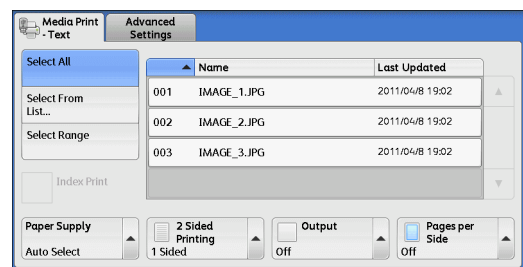 Media Print
- Text
Advanced
Settings
Select All
Select From
List...
Select Range
Index Print
Name
Last Updated
001 IMAGE_1.JPG 2011/04/8 19:02
002 IMAGE_2.JPG 2011/04/8 19:02
003 IMAGE_3.JPG 2011/04/8 19:02
Paper Supply
Auto Select
2 Sided
Printing
1 Sided
Output
Off
Pages per
Side
Off